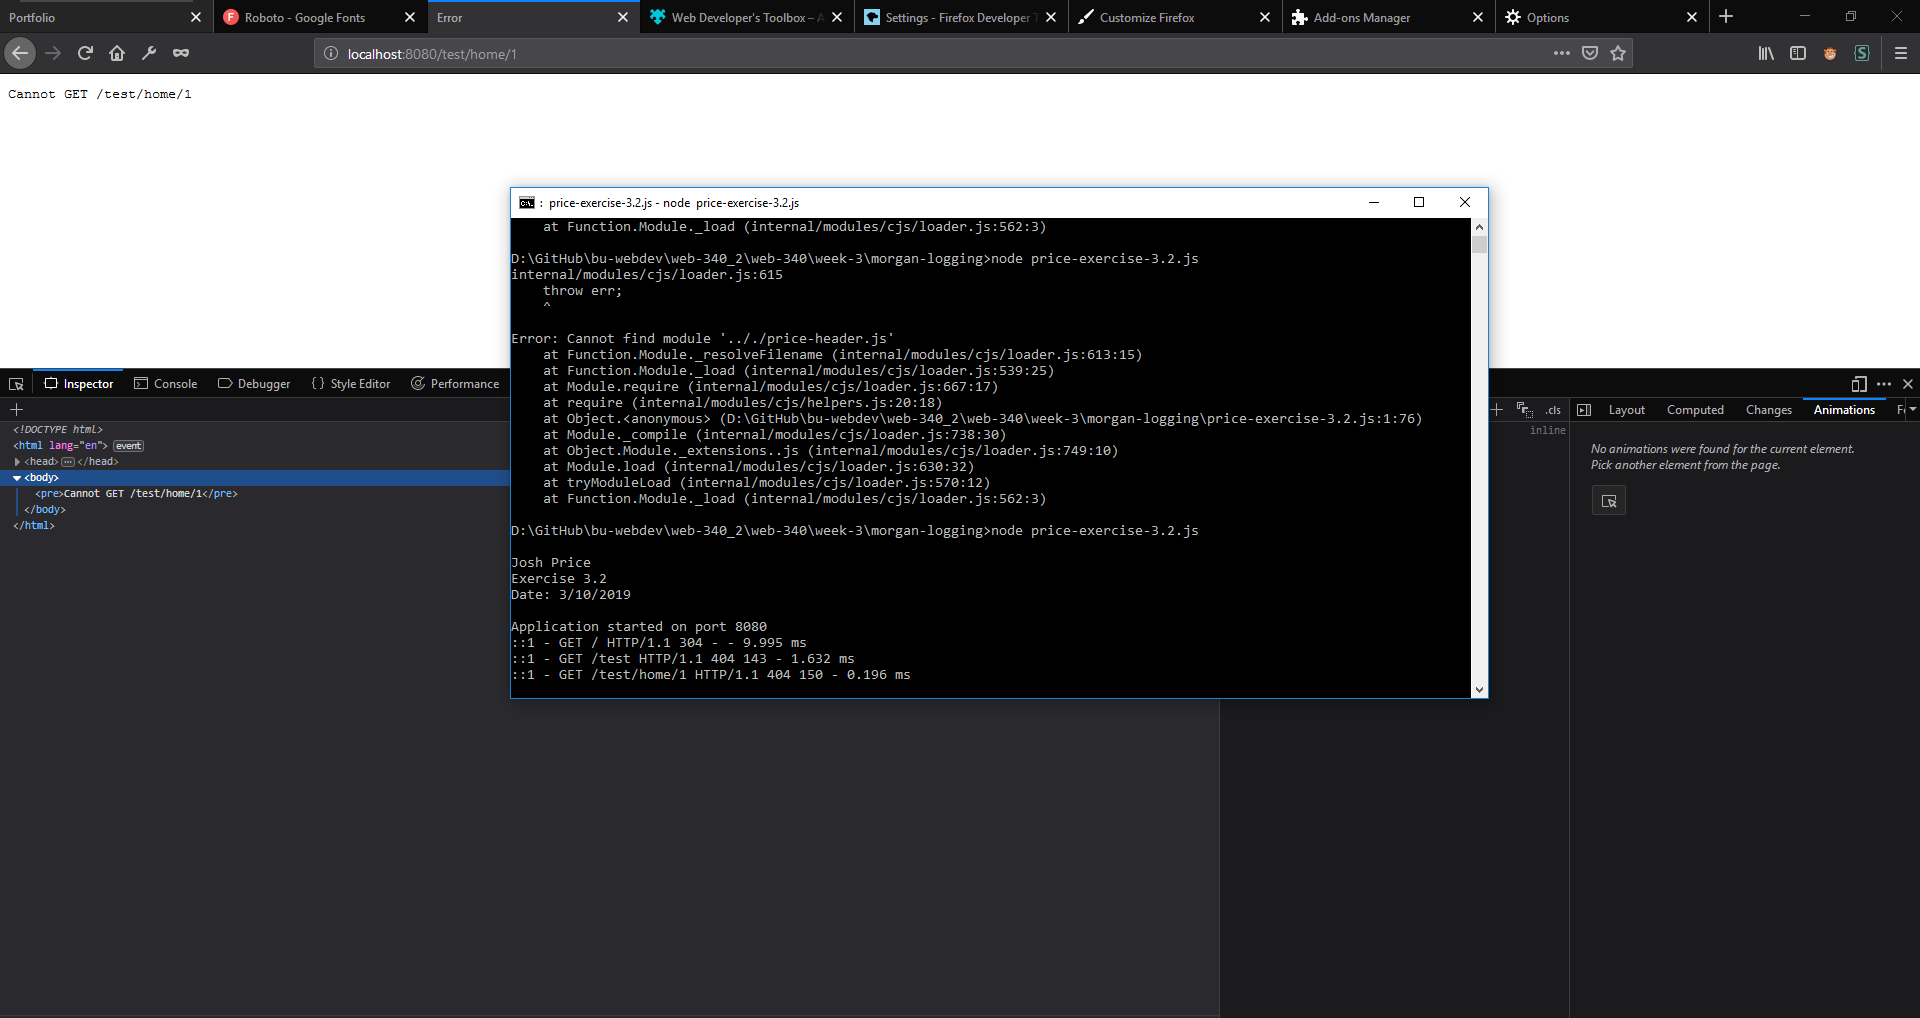 Portfolio
Roboto - Google Fonts
Error
Web Developer's Toolbox –
Settings - Firefox Developer
Customize Firefox
Add-ons Manager
Options
localhost:8080/test/home/1
Cannot GET /test/home/1
: price-exercise-3.2.js - node price-exercise-3.2.js
at Function.Module._load (internal/modules/cjs/loader.js:562:3)
D:\GitHub\bu-webdev\web-340_2\web-340\week-3\morgan-logging>node price-exercise-3.2.js
internal/modules/cjs/loader.js:615
throw err;
^
Error: Cannot find module '.././price-header.js'
at Function.Module._resolveFilename (internal/modules/cjs/loader.js:613:15)
at Function.Module._load (internal/modules/cjs/loader.js:539:25)
at Module.require (internal/modules/cjs/loader.js:667:17)
at require (internal/modules/cjs/helpers.js:20:18)
at Object.<anonymous> (D:\GitHub\bu-webdev\web-340_2\web-340\week-3\morgan-logging\price-exercise-3.2.js:1:76)
at Module._compile (internal/modules/cjs/loader.js:738:30)
at Object.Module._extensions..js (internal/modules/cjs/loader.js:749:10)
at Module.load (internal/modules/cjs/loader.js:630:32)
at tryModuleLoad (internal/modules/cjs/loader.js:570:12)
at Function.Module._load (internal/modules/cjs/loader.js:562:3)
D:\GitHub\bu-webdev\web-340_2\web-340\week-3\morgan-logging>node price-exercise-3.2.js
Josh Price
Exercise 3.2
Date: 3/10/2019
Application started on port 8080
::1 - GET / HTTP/1.1 304 - - 9.995 ms
::1 - GET /test HTTP/1.1 404 143 - 1.632 ms
::1 - GET /test/home/1 HTTP/1.1 404 150 - 0.196 ms
Inspector
Console
Debugger
Style Editor
Performance
<!DOCTYPE html>
<html lang="en"> event
<head> </head>
<body>
<pre>Cannot GET /test/home/1</pre>
</body>
</html>
.cls
inline
Layout
Computed
Changes
Animations
No animations were found for the current element.
Pick another element from the page.